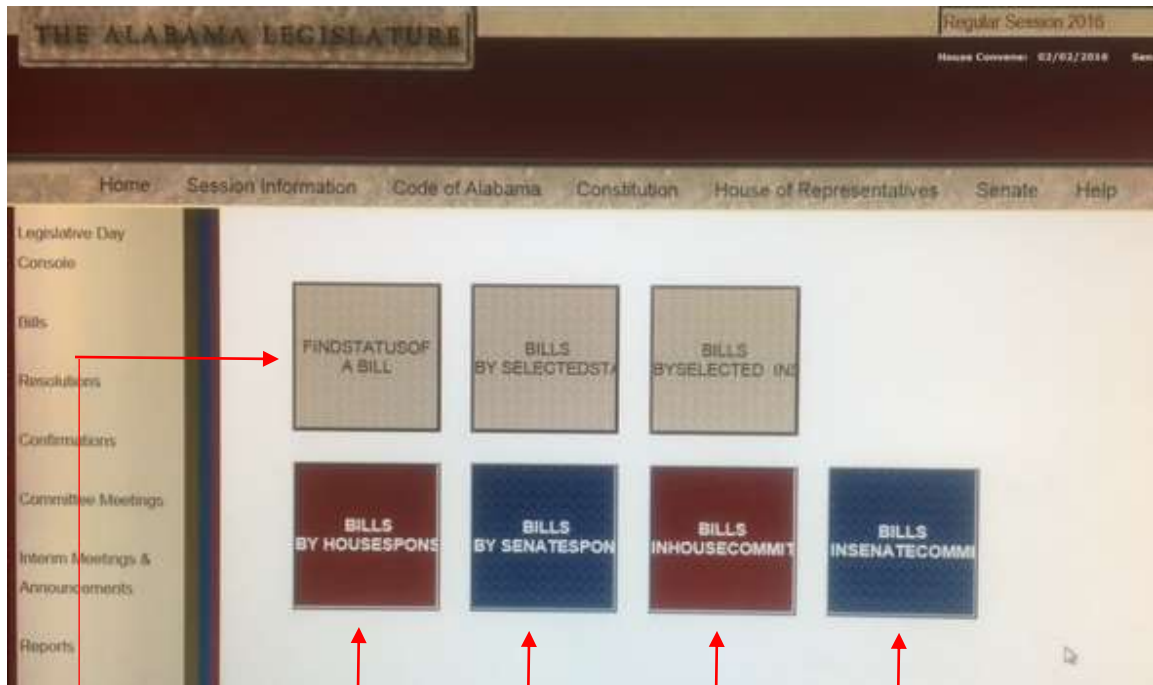 THE ALABAMA LEGISLATURE
Regular Session 2016
House Convene: 02/02/2016 Sen
Home Session Information Code of Alabama Constitution House of Representatives Senate Help
Legislative Day
Console
Bills
Resolutions
Confirmations
Committee Meetings
Interim Meetings &
Announcements
Reports
FINDSTATUSOF
A BILL
BILLS
BY SELECTEDSTA
BILLS
BYSELECTED INS
BILLS
BY HOUSESPONS
BILLS
BY SENATESPON
BILLS
INHOUSECOMMIT
BILLS
INSENATECOMMI